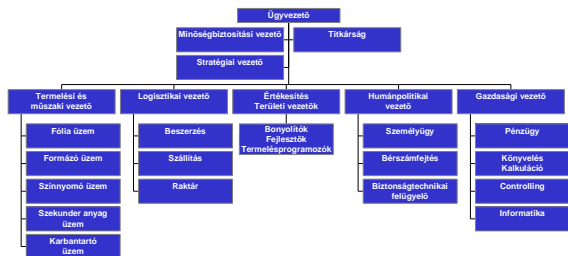 Ügyvezető
Minőségbiztosítási vezető
Titkárság
Stratégiai vezető
Termelési és
műszaki vezető
Logisztikai vezető
Értékesítés
Területi vezetők
Humánpolitikai
vezető
Gazdasági vezető
Fólia üzem
Formázó üzem
Színnyomó üzem
Szekunder anyag
üzem
Karbantartó
üzem
Beszerzés
Szállítás
Raktár
Bonyolítók
Fejlesztők
Termelésprogramozók
Személyügy
Bérszámfejtés
Biztonságtechnikai
felügyelő
Pénzügy
Könyvelés
Kalkuláció
Controlling
Informatika